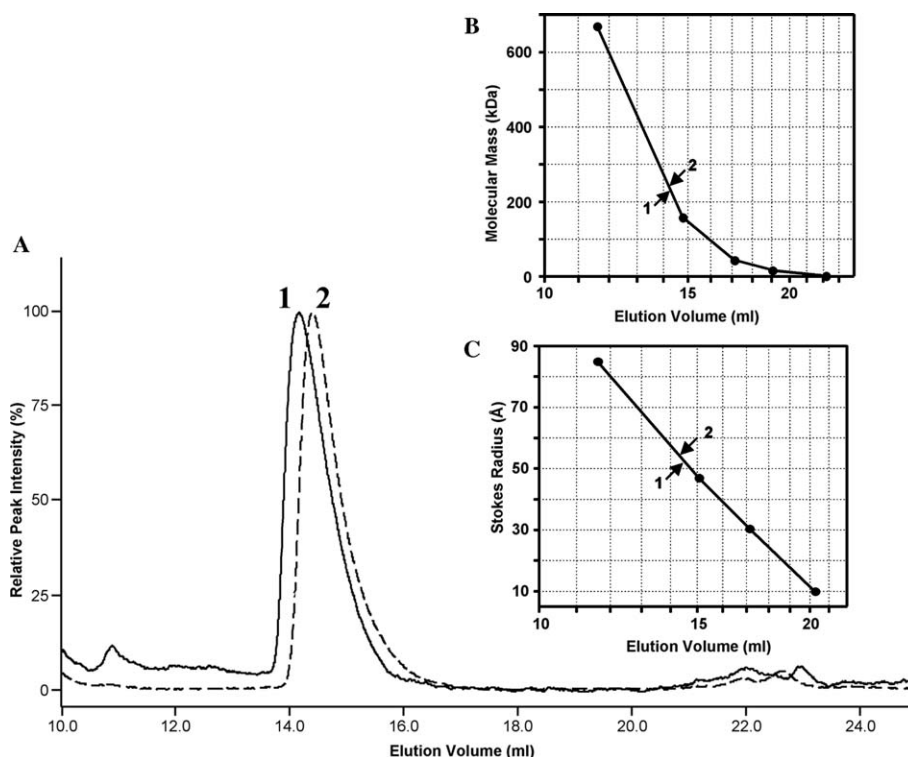 A
1 2
Relative Peak Intensity (%)
100
75
50
25
0
10.0 12.0 14.0 16.0 18.0 20.0 22.0 24.0
Elution Volume (ml)
B
Molecular Mass (kDa)
600
400
200
0
2
1
10 15 20
Elution Volume (ml)
C
Stokes Radius (Å)
90
70
50
30
10
2
1
10 15 20
Elution Volume (ml)